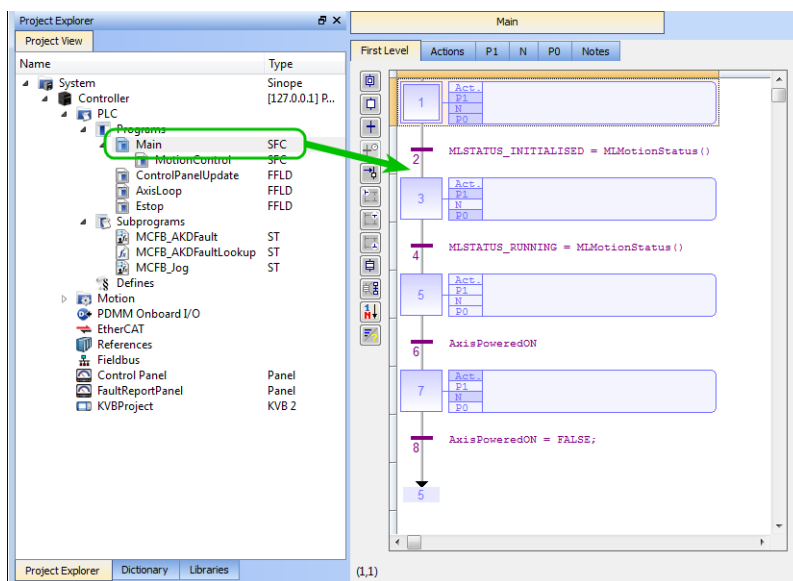 Project Explorer
Project View
Name Type
System Sinope
Controller [127.0.0.1] P...
PLC
Programs
Main SFC
MotionControl SFC
ControlPanelUpdate FFLD
AxisLoop FFLD
Estop FFLD
Subprograms
MCFB_AKDFault ST
MCFB_AKDFaultLookup ST
MCFB_Jog ST
Defines
Motion
PDMM Onboard I/O
EtherCAT
References
Fieldbus
Control Panel Panel
FaultReportPanel Panel
KVBProject KVB 2
Project Explorer Dictionary Libraries
Main
First Level Actions P1 N P0 Notes
1
Act.
P1
N
P0
2 MLSTATUS_INITIALISED = MLMotionStatus()
3
Act.
P1
N
P0
4 MLSTATUS_RUNNING = MLMotionStatus()
5
Act.
P1
N
P0
6 AxisPoweredON
7
Act.
P1
N
P0
8 AxisPoweredON = FALSE;
5
(1,1)